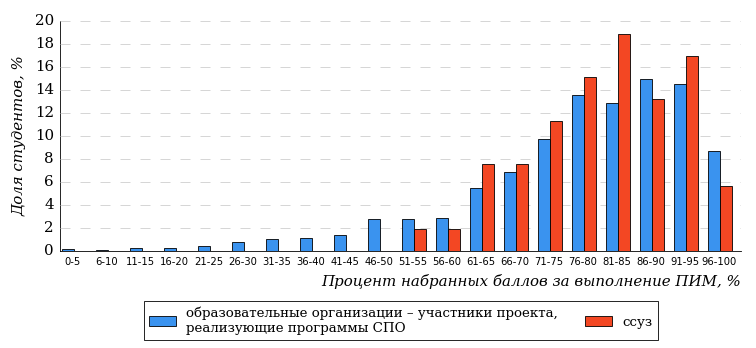 Доля студентов, %
20
18
16
14
12
10
8
6
4
2
0
0-5 6-10 11-15 16-20 21-25 26-30 31-35 36-40 41-45 46-50 51-55 56-60 61-65 66-70 71-75 76-80 81-85 86-90 91-95 96-100
Процент набранных баллов за выполнение ПИМ, %
образовательные организации – участники проекта,
реализующие программы СПО
ссуз